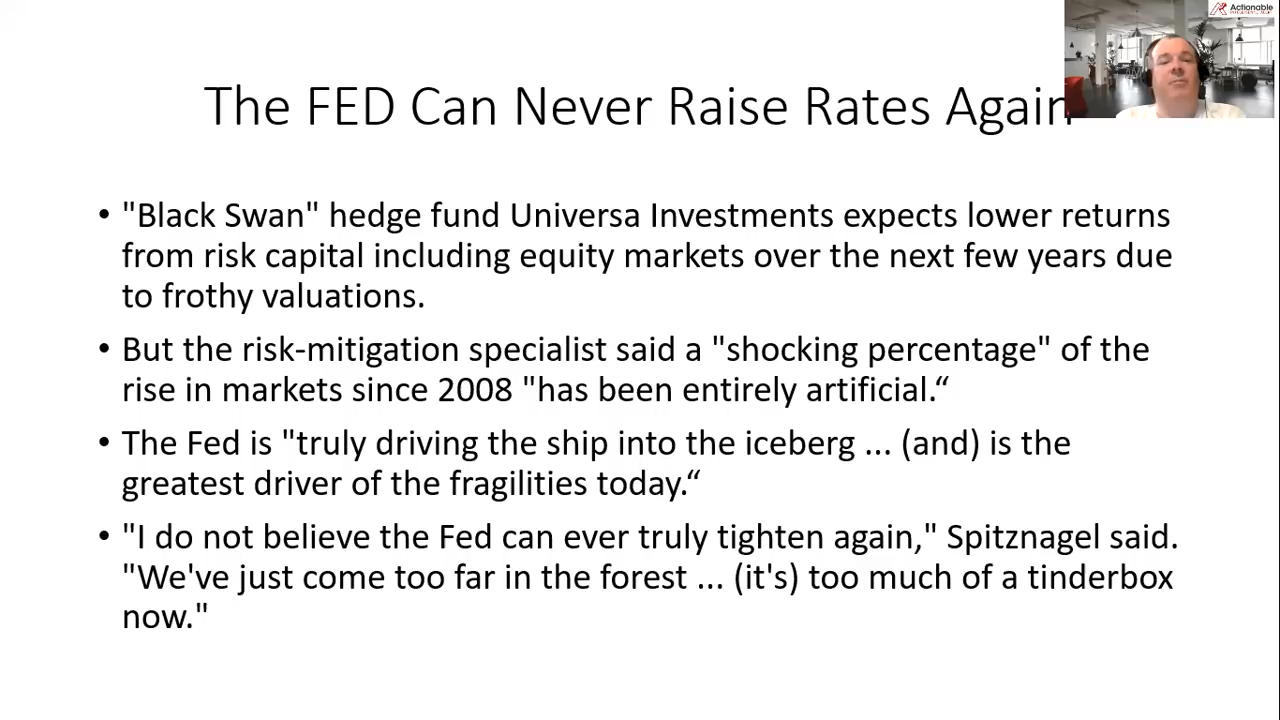 Actionable
The FED Can Never Raise Rates Again
• "Black Swan" hedge fund Universa Investments expects lower returns
from risk capital including equity markets over the next few years due
to frothy valuations.
• But the risk-mitigation specialist said a "shocking percentage" of the
rise in markets since 2008 "has been entirely artificial.“
• The Fed is "truly driving the ship into the iceberg ... (and) is the
greatest driver of the fragilities today.“
• "I do not believe the Fed can ever truly tighten again," Spitznagel said.
"We've just come too far in the forest ... (it's) too much of a tinderbox
now."